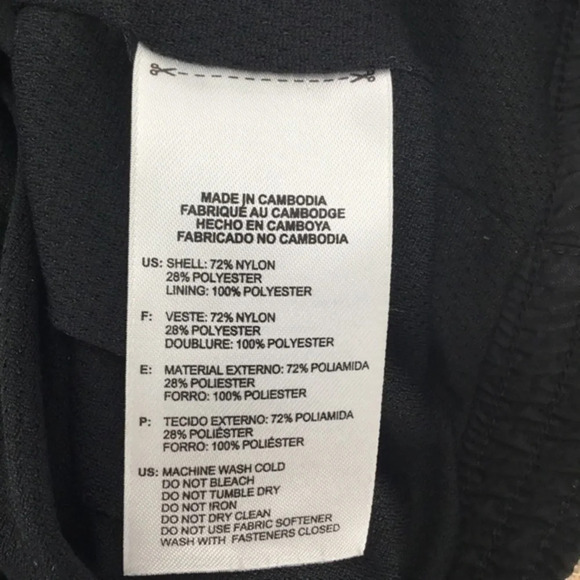 MADE IN CAMBODIA
FABRIQUÉ AU CAMBODGE
HECHO EN CAMBOYA
FABRICADO NO CAMBODIA
US: SHELL: 72% NYLON
28% POLYESTER
LINING: 100% POLYESTER
F: VESTE: 72% NYLON
28% POLYESTER
DOUBLURE: 100% POLYESTER
E: MATERIAL EXTERNO: 72% POLIAMIDA
28% POLIESTER
FORRO: 100% POLIESTER
P: TECIDO EXTERNO: 72% POLIAMIDA
28% POLIÉSTER
FORRO: 100% POLIÉSTER
US: MACHINE WASH COLD
DO NOT BLEACH
DO NOT TUMBLE DRY
DO NOT IRON
DO NOT DRY CLEAN
DO NOT USE FABRIC SOFTENER
WASH WITH FASTENERS CLOSED